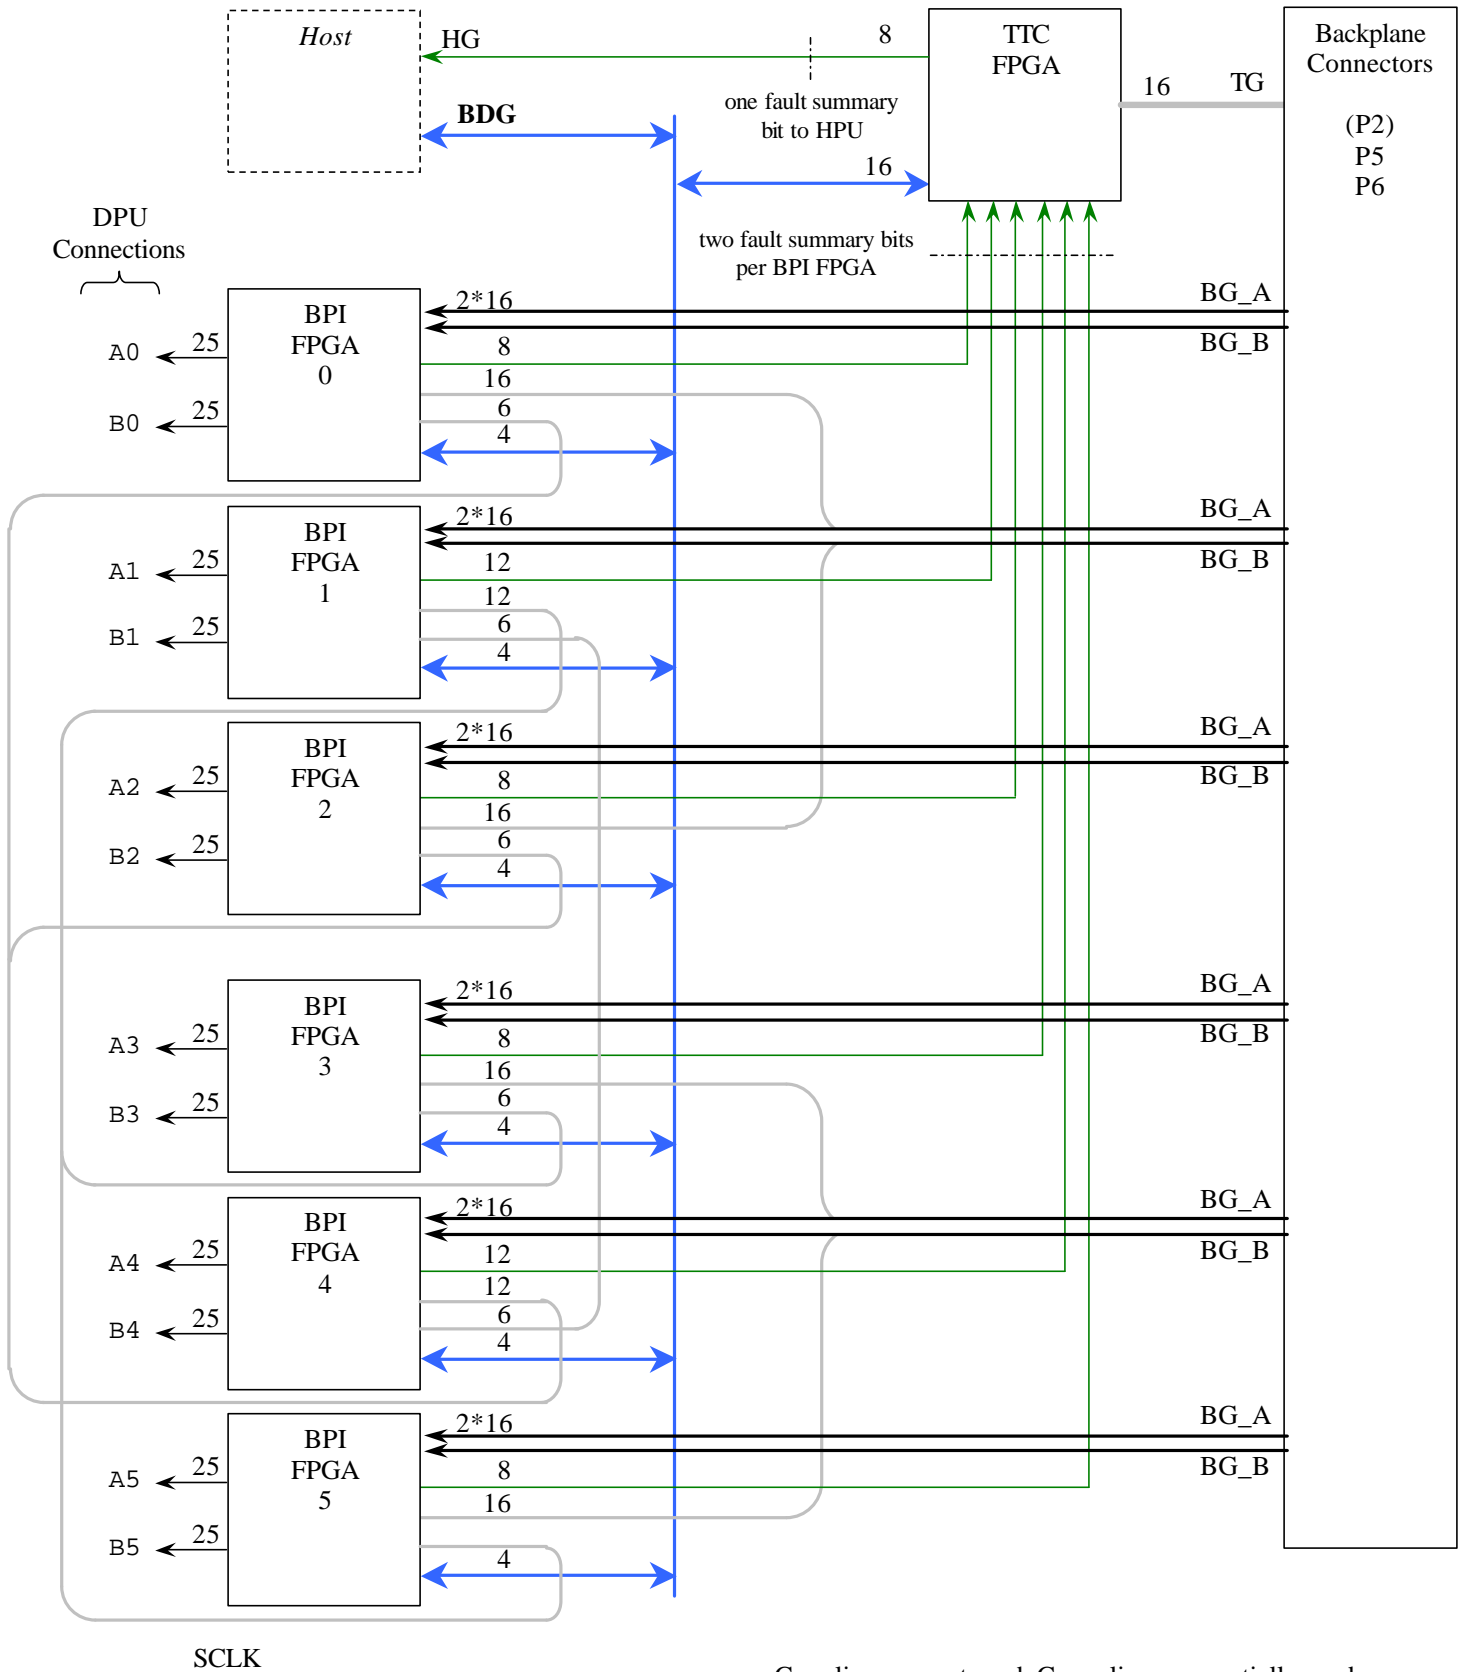 Host
HG
8
TTC
FPGA
Backplane
Connectors
(P2)
P5
P6
16
TG
one fault summary
bit to HPU
BDG
16
DPU
Connections
two fault summary bits
per BPI FPGA
BPI
FPGA
0
A0
25
B0
25
2*16
8
16
6
4
BG_A
BG_B
BPI
FPGA
1
A1
25
B1
25
2*16
12
12
6
4
BG_A
BG_B
BPI
FPGA
2
A2
25
B2
25
2*16
8
16
6
4
BG_A
BG_B
BPI
FPGA
3
A3
25
B3
25
2*16
8
16
6
4
BG_A
BG_B
BPI
FPGA
4
A4
25
B4
25
2*16
12
12
6
4
BG_A
BG_B
BPI
FPGA
5
A5
25
B5
25
2*16
8
16
4
BG_A
BG_B
SCLK